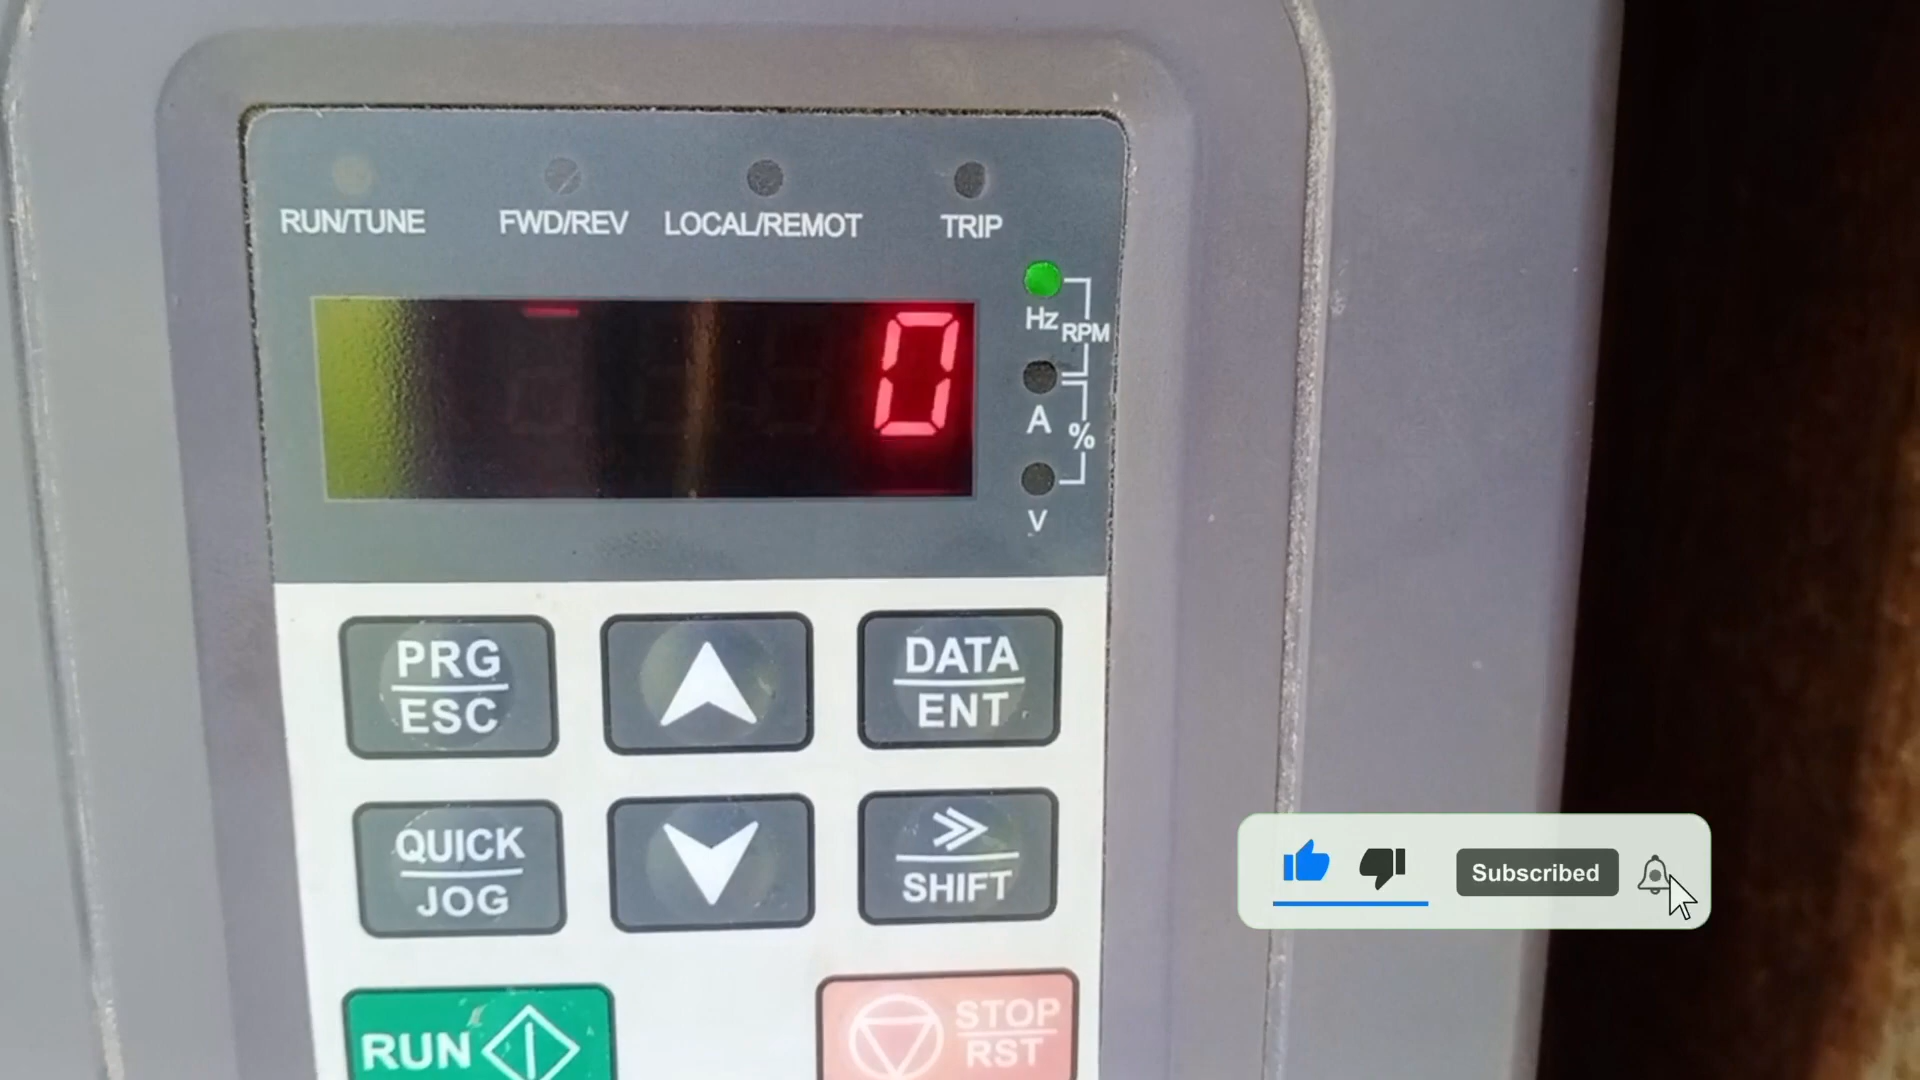 RUN/TUNE FWD/REV LOCAL/REMOT TRIP
Hz
RPM
0
A
%
V
PRG
ESC
DATA
ENT
QUICK
JOG
SHIFT
Subscribed
RUN
STOP
RST